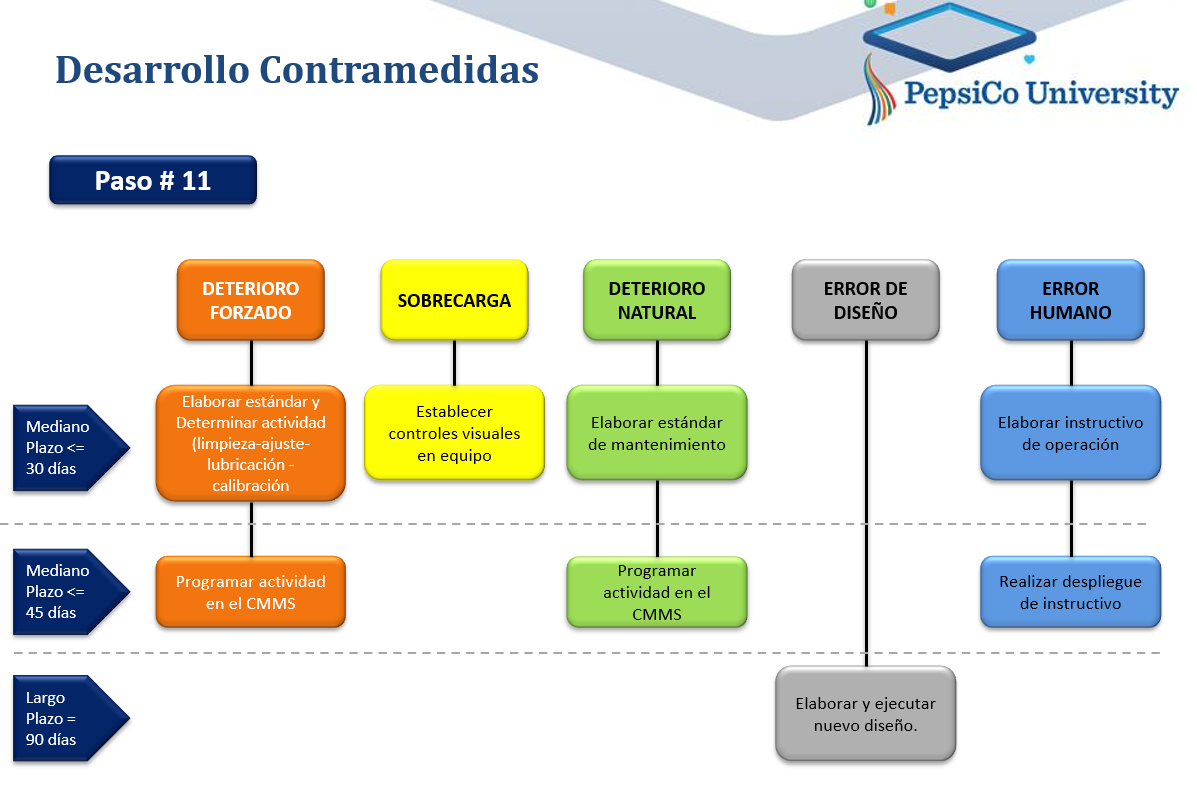 Desarrollo Contramedidas
PepsiCo University
Paso # 11
DETERIORO
FORZADO
SOBRECARGA
DETERIORO
NATURAL
ERROR DE
DISEÑO
ERROR
HUMANO
Mediano
Plazo <=
30 días
Elaborar estándar y
Determinar actividad
(limpieza-ajuste-
lubricación -
calibración
Establecer
controles visuales
en equipo
Elaborar estándar
de mantenimiento
Elaborar instructivo
de operación
Mediano
Plazo <=
45 días
Programar actividad
en el CMMS
Programar
actividad en el
CMMS
Realizar despliegue
de instructivo
Largo
Plazo =
90 días
Elaborar y ejecutar
nuevo diseño.